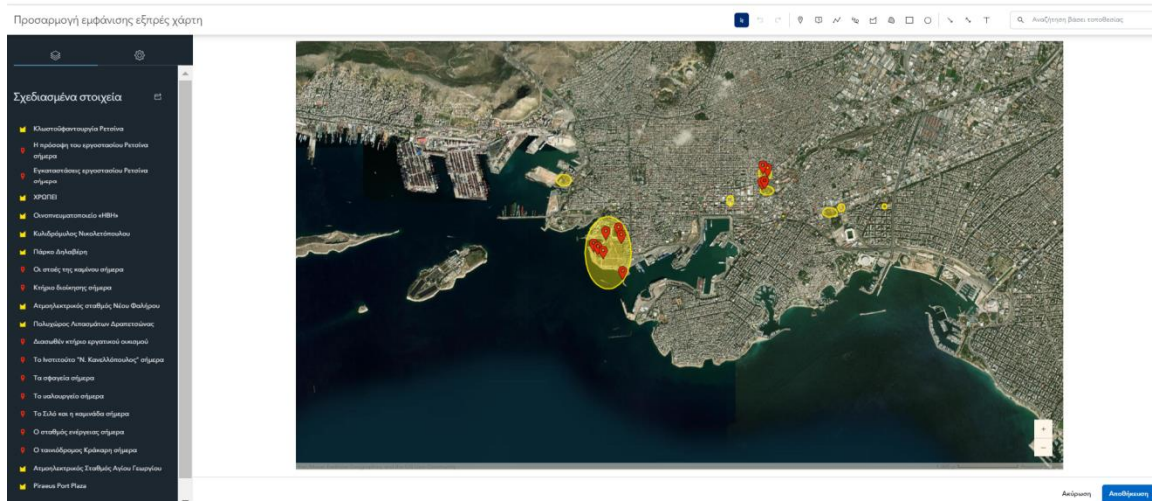 Προσαρμογή εμφάνισης εξπρές χάρτη
Αναζήτηση βάσει τοποθεσίας
Σχεδιασμένα στοιχεία
Κλωστοϋφαντουργία Ρετσίνα
Η πρόσοψη του εργοστασίου Ρετσίνα
σήμερα
Εγκαταστάσεις εργοστασίου Ρετσίνα
σήμερα
ΧΡΩΠΕΙ
Οινοπνευματοποιείο «ΗΒΗ»
Κυλιδρόμυλος Νικολετόπουλου
Πάρκο Δηλαβέρη
Οι στοές της καμίνου σήμερα
Κτήριο διοίκησης σήμερα
Ατμοηλεκτρικός σταθμός Νέου Φαλήρου
Πολυχώρος Λιπασμάτων Δραπετσώνας
Διασωθέν κτήριο εργατικού οικισμού
Το Ινστιτούτο "Ν. Κανελλόπουλος" σήμερα
Τα σφαγεία σήμερα
Το υαλουργείο σήμερα
Το Σιλό και η καμινάδα σήμερα
Ο σταθμός ενέργειας σήμερα
Ο ταινιόδρομος Κράκαρη σήμερα
Ατμοηλεκτρικός Σταθμός Αγίου Γεωργίου
Piraeus Port Plaza
Ακύρωση
Αποθήκευση